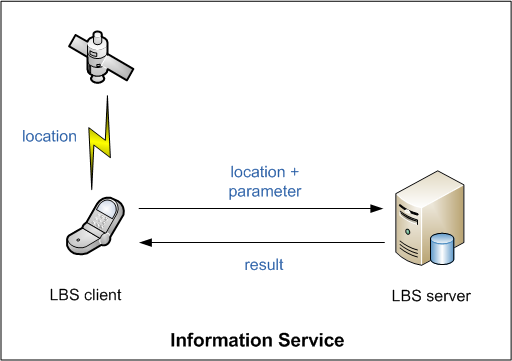 location
location +
parameter
result
LBS client
LBS server
Information Service